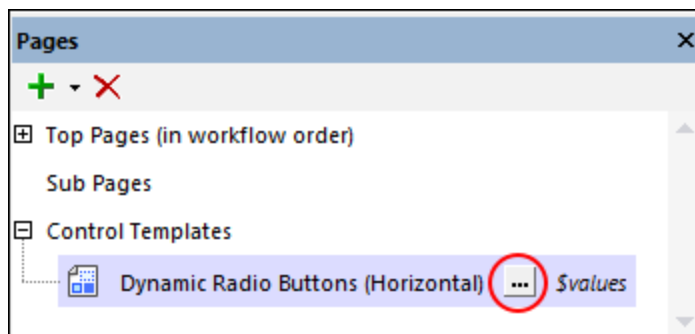 Pages
Top Pages (in workflow order)
Sub Pages
Control Templates
Dynamic Radio Buttons (Horizontal) ... $values